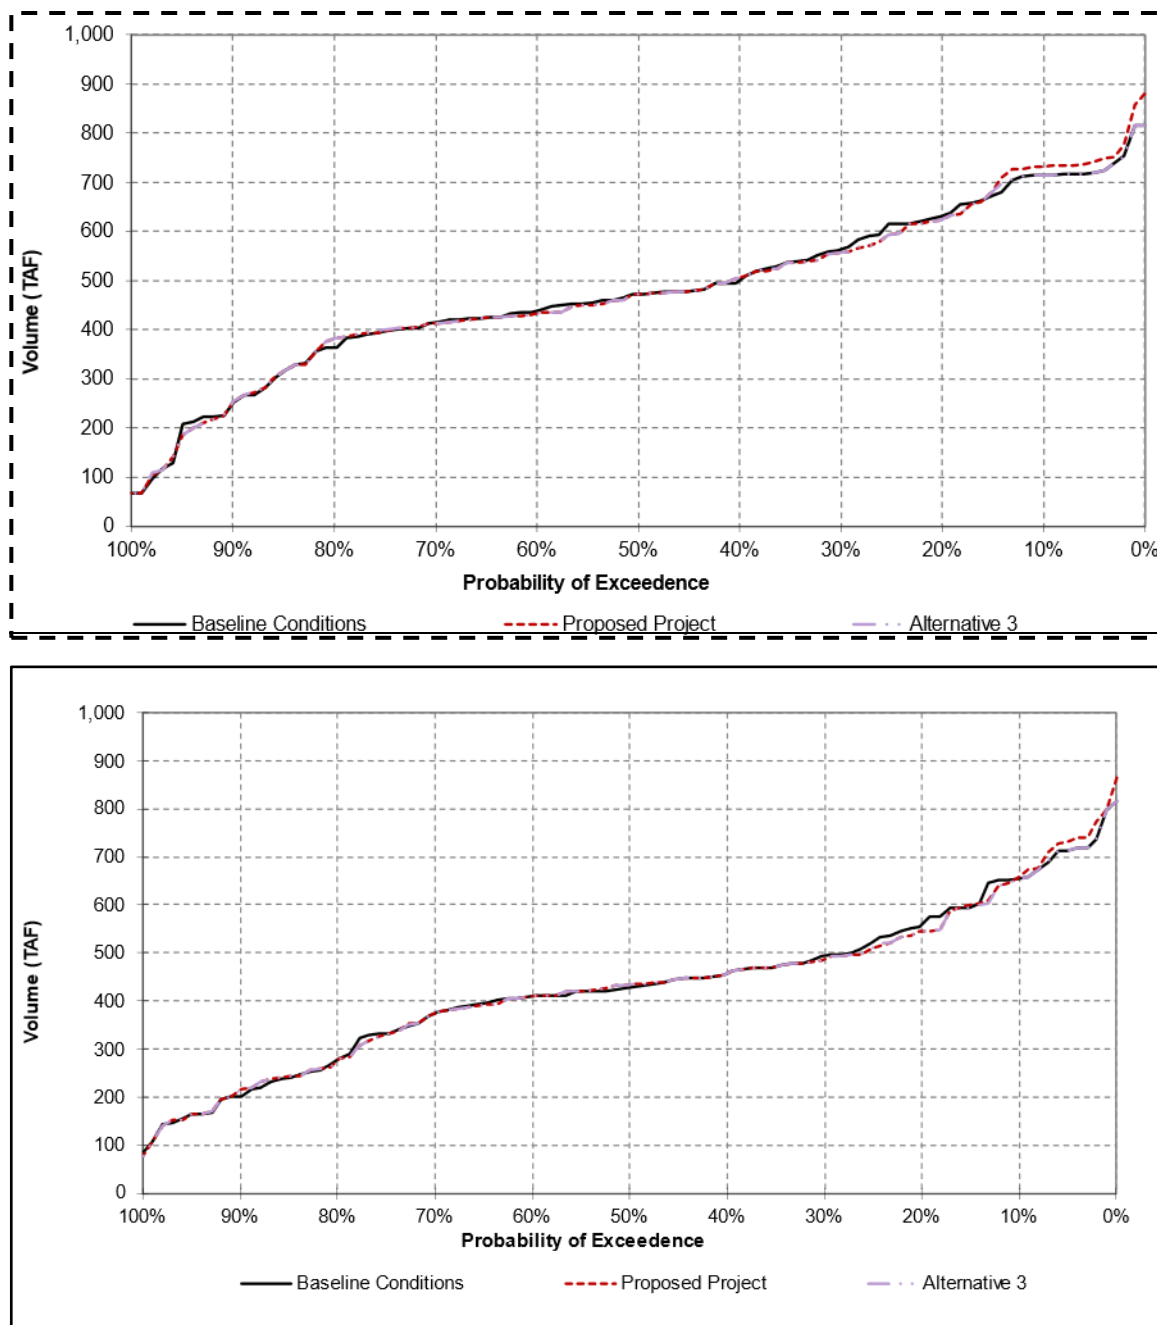 1,000
900
800
700
600
500
400
300
200
100
0
Volume (TAF)
100% 90% 80% 70% 60% 50% 40% 30% 20% 10% 0%
Probability of Exceedence
Baseline Conditions Proposed Project Alternative 3
1,000
900
800
700
600
500
400
300
200
100
0
Volume (TAF)
100% 90% 80% 70% 60% 50% 40% 30% 20% 10% 0%
Probability of Exceedence
Baseline Conditions Proposed Project Alternative 3